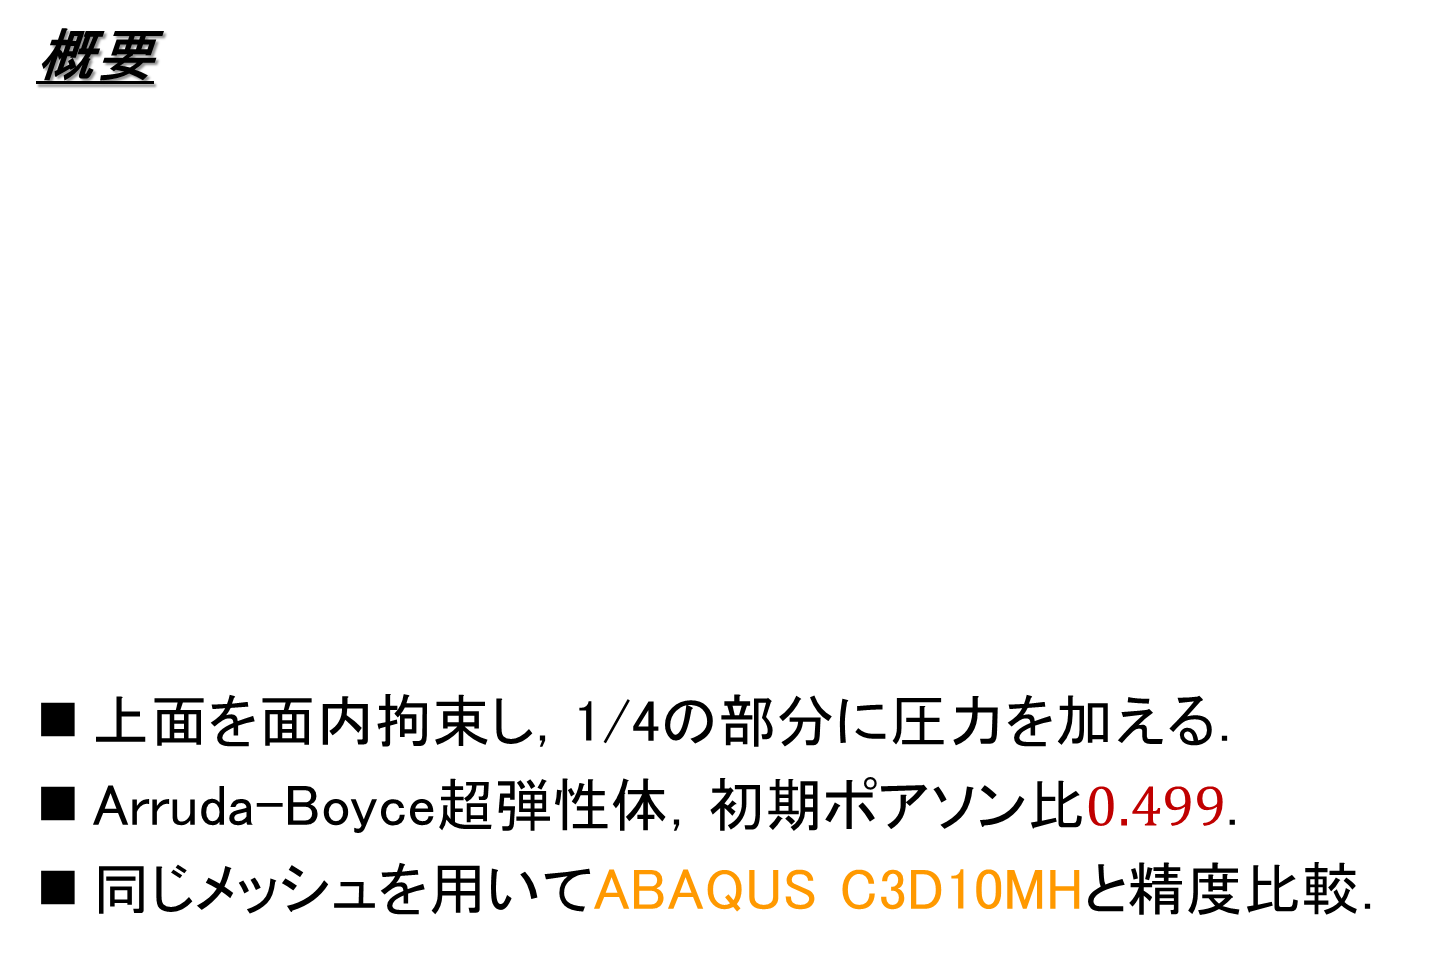 概要
■ 上面を面内拘束し，1/4の部分に圧力を加える．
■ Arruda-Boyce超弾性体，初期ポアソン比0.499．
■ 同じメッシュを用いてABAQUS C3D10MHと精度比較．